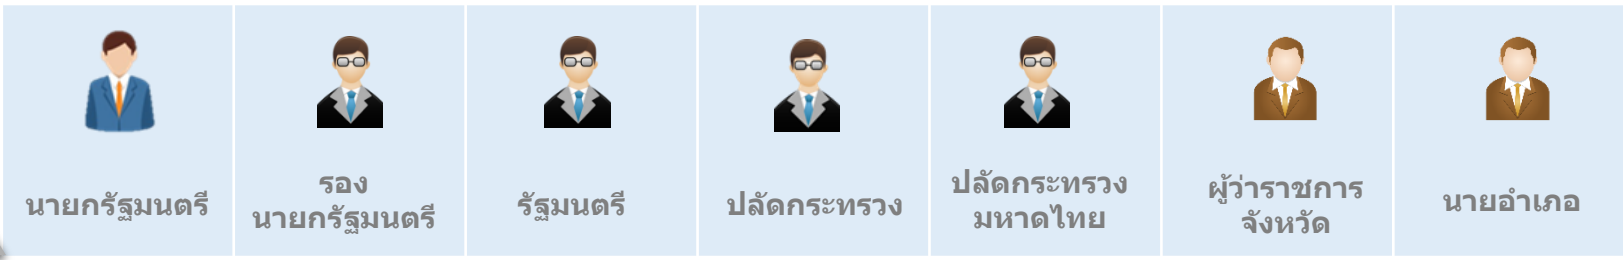 นายกรัฐมนตรี
รอง
นายกรัฐมนตรี
รัฐมนตรี
ปลัดกระทรวง
ปลัดกระทรวง
มหาดไทย
ผู้ว่าราชการ
จังหวัด
นายอำเภอ